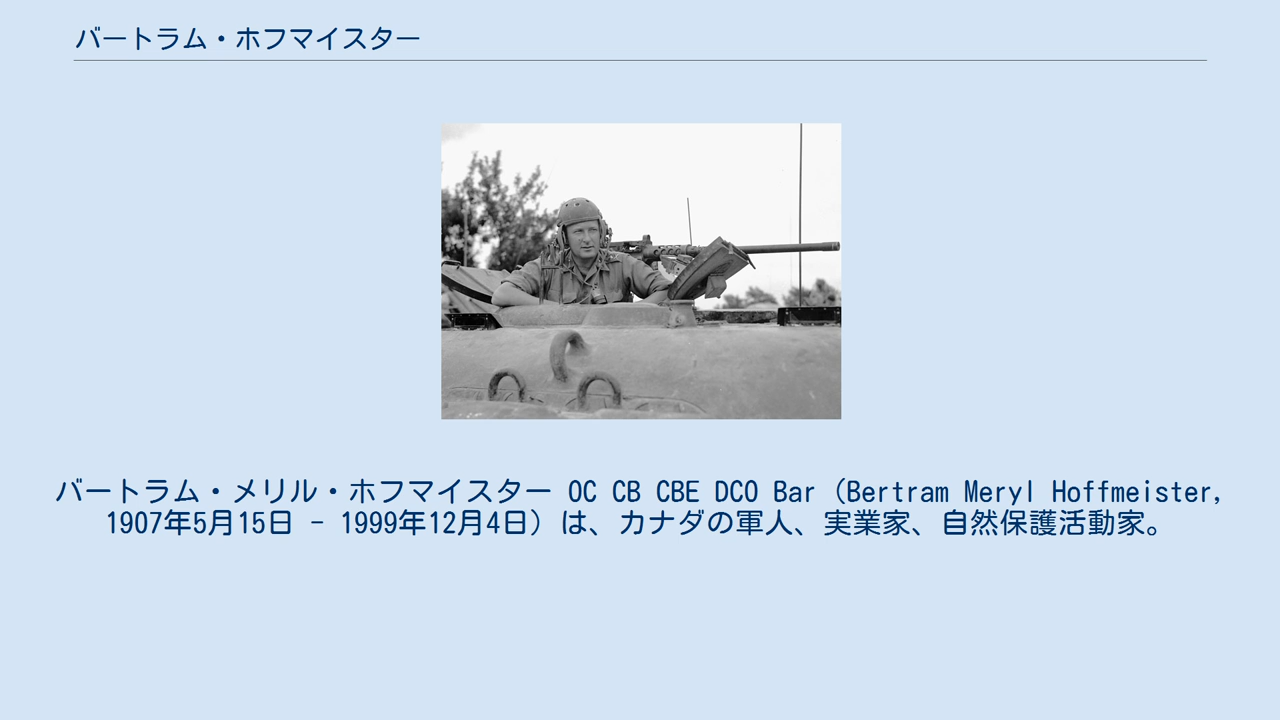 バートラム・ホフマイスター
バートラム・メリル・ホフマイスター OC CB CBE DCO Bar（Bertram Meryl Hoffmeister,
1907年5月15日 - 1999年12月4日）は、カナダの軍人、実業家、自然保護活動家。